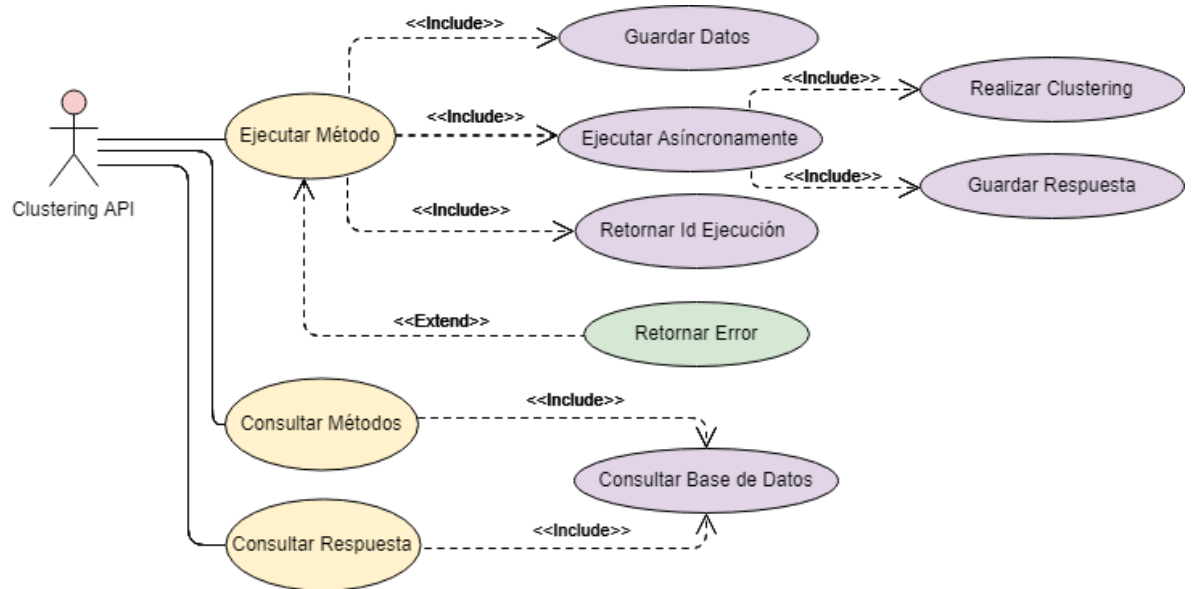 <<Include>>
Guardar Datos
<<Include>>
Realizar Clustering
Ejecutar Método
<<Include>>
Ejecutar Asíncronamente
<<Include>>
Guardar Respuesta
Clustering API
<<Include>>
Retornar Id Ejecución
<<Extend>>
Retornar Error
Consultar Métodos
<<Include>>
Consultar Base de Datos
Consultar Respuesta
<<Include>>